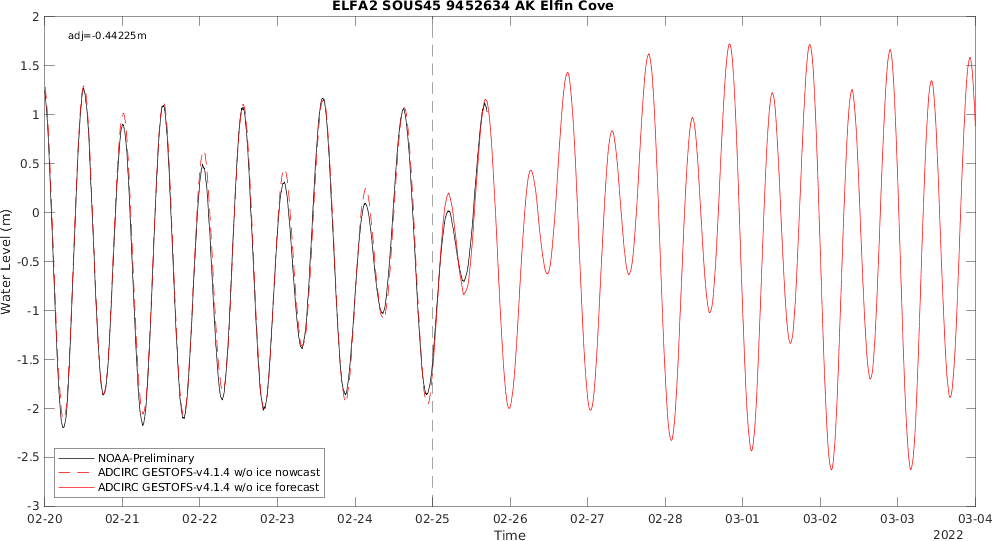 ELFA2 SOUS45 9452634 AK Elfin Cove
adj=-0.44225m
2
1.5
1
0.5
0
-0.5
-1
-1.5
-2
-2.5
-3
Water Level (m)
NOAA-Preliminary
ADCIRC GESTOFS-v4.1.4 w/o ice nowcast
ADCIRC GESTOFS-v4.1.4 w/o ice forecast
02-20 02-21 02-22 02-23 02-24 02-25 02-26 02-27 02-28 03-01 03-02 03-03 03-04
Time
2022